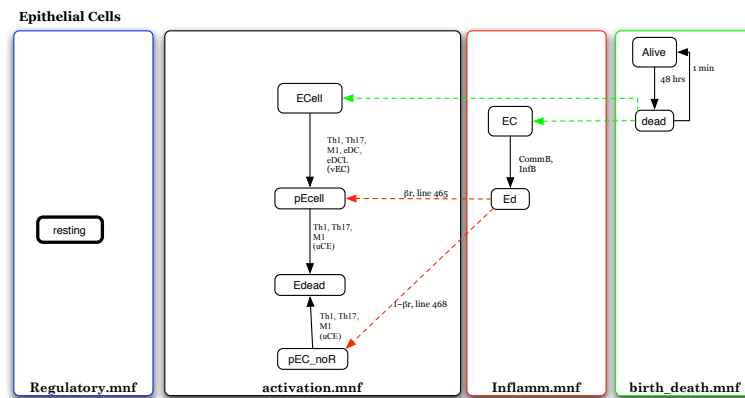 Epithelial Cells
Alive
48 hrs
1 min
dead
ECell
EC
Th1, Th17,
M1, eDC,
eDCL
(vEC)
CommB,
InfB
pEcell
βr, line 465
Ed
Th1, Th17,
M1
(uCE)
resting
Edead
1−βr, line 468
Th1, Th17,
M1
(uCE)
pEC_noR
Regulatory.mnf
activation.mnf
Inflamm.mnf
birth_death.mnf